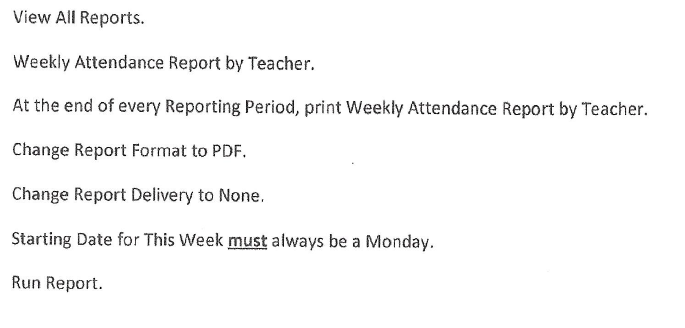 View All Reports.
Weekly Attendance Report by Teacher.
At the end of every Reporting Period, print Weekly Attendance Report by Teacher.
Change Report Format to PDF.
Change Report Delivery to None.
Starting Date for This Week must always be a Monday.
Run Report.